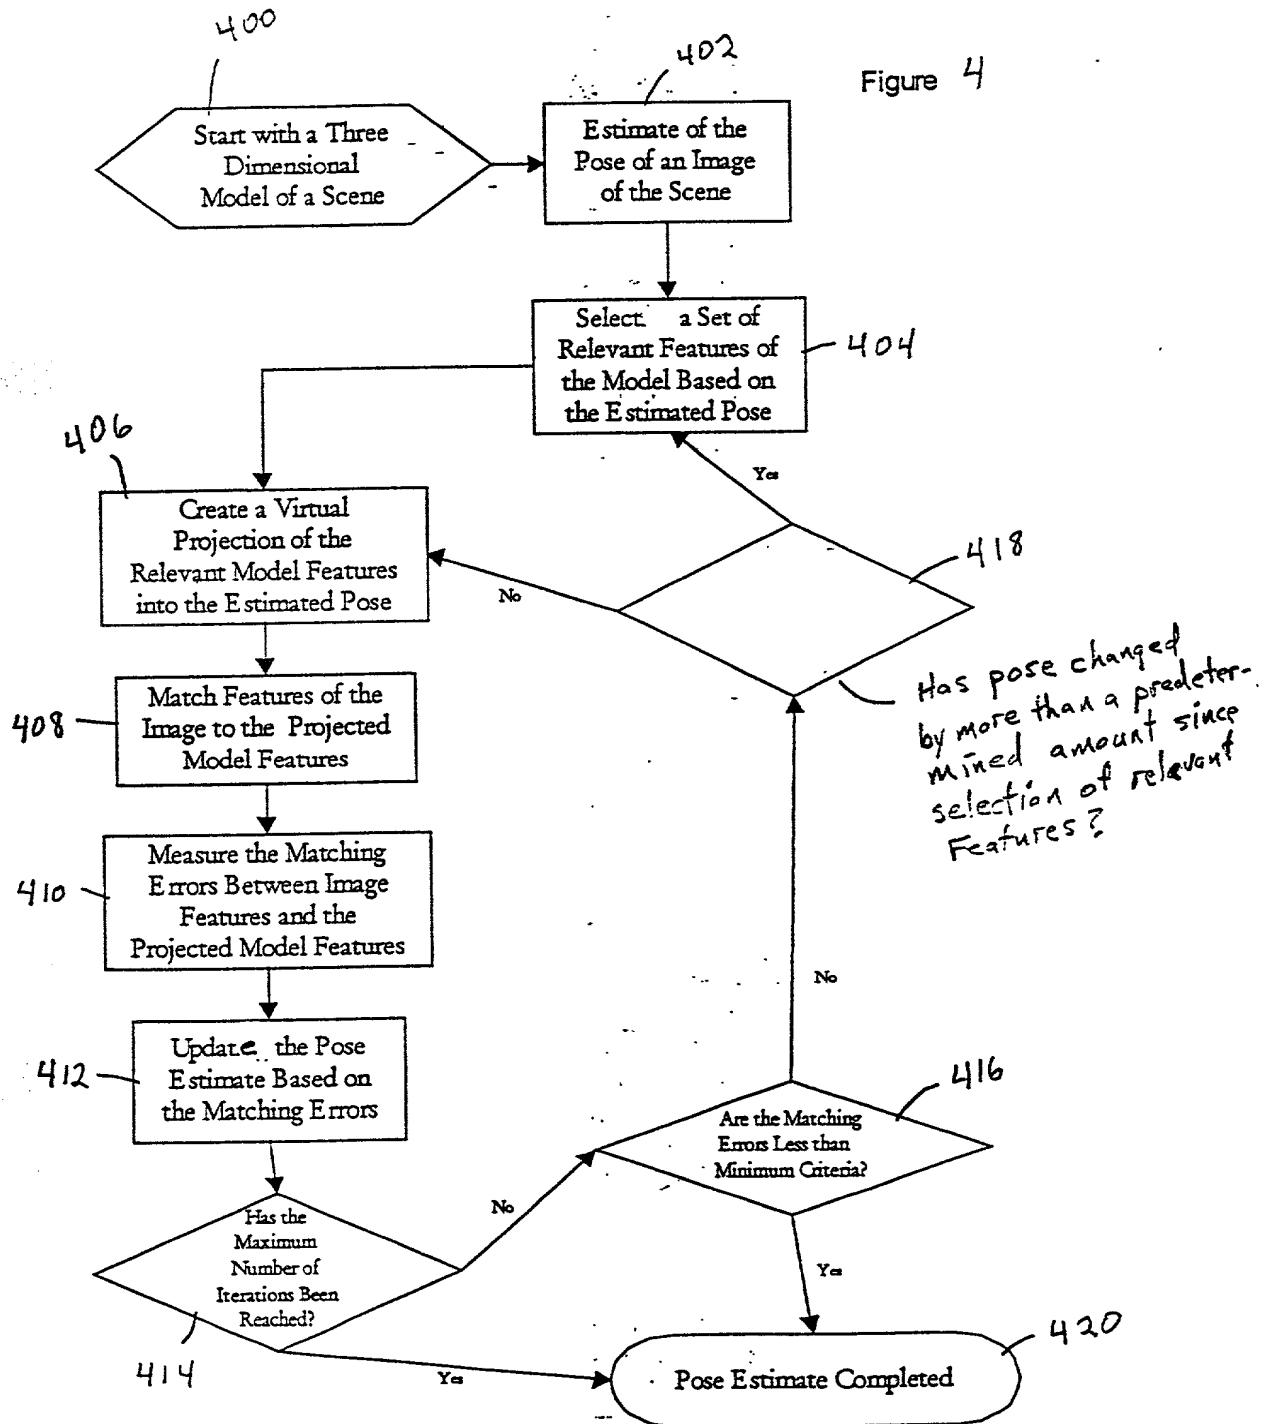 400
402
Figure 4
Start with a Three
Dimensional
Model of a Scene
Estimate of the
Pose of an Image
of the Scene
Select a Set of
Relevant Features of
the Model Based on
the Estimated Pose
404
406
Yes
Create a Virtual
Projection of the
Relevant Model Features
into the Estimated Pose
418
No
Has pose changed
by more than a predeter-
mined amount since
selection of relevant
Features?
408
Match Features of the
Image to the Projected
Model Features
410
Measure the Matching
Errors Between Image
Features and the
Projected Model Features
No
412
Update the Pose
Estimate Based on
the Matching Errors
416
Are the Matching
Errors Less than
Minimum Criteria?
No
Has the
Maximum
Number of
Iterations Been
Reached?
Yes
414
Yes
420
Pose Estimate Completed